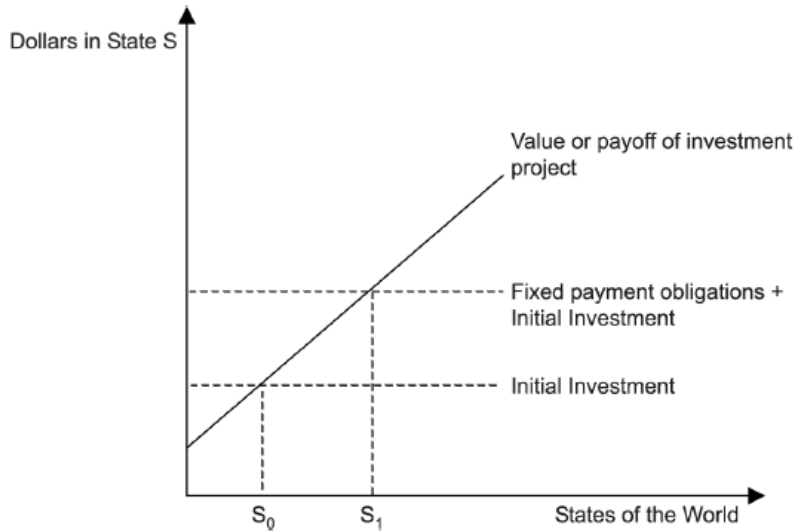 Dollars in State S
Value or payoff of investment
project
Fixed payment obligations +
Initial Investment
Initial Investment
S₀
S₁
States of the World